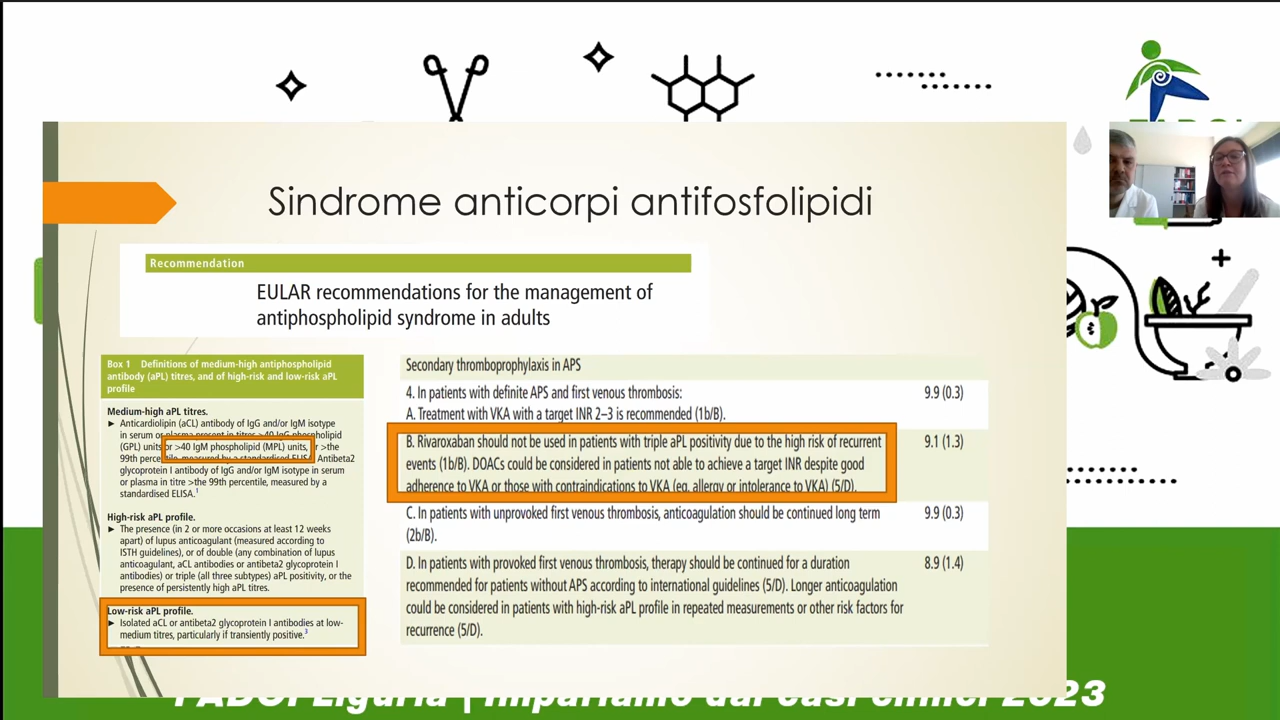 Sindrome anticorpi antifosfolipidi
Recommendation
EULAR recommendations for the management of
antiphospholipid syndrome in adults
Box 1 Definitions of medium-high antiphospholipid
antibody (aPL) titres, and of high-risk and low-risk aPL
profile
Medium-high aPL titres.
► Anticardiolipin (aCL) antibody of IgG and/or IgM isotype
in serum or plasma present in titres >40 IgG phospholipid
(GPL) units or >40 IgM phospholipid (MPL) units, or >the
99th percentile, measured by a standardised ELISA. Antibeta2
glycoprotein I antibody of IgG and/or IgM isotype in serum
or plasma in titre >the 99th percentile, measured by a
standardised ELISA.1
High-risk aPL profile.
► The presence (in 2 or more occasions at least 12 weeks
apart) of lupus anticoagulant (measured according to
ISTH guidelines), or of double (any combination of lupus
anticoagulant, aCL antibodies or antibeta2 glycoprotein I
antibodies) or triple (all three subtypes) aPL positivity, or the
presence of persistently high aPL titres.
Low-risk aPL profile.
► Isolated aCL or antibeta2 glycoprotein I antibodies at low-
medium titres, particularly if transiently positive.3
Secondary thromboprophylaxis in APS
4. In patients with definite APS and first venous thrombosis:
A. Treatment with VKA with a target INR 2–3 is recommended (1b/B).
9.9 (0.3)
B. Rivaroxaban should not be used in patients with triple aPL positivity due to the high risk of recurrent
events (1b/B). DOACs could be considered in patients not able to achieve a target INR despite good
adherence to VKA or those with contraindications to VKA (eg, allergy or intolerance to VKA) (5/D).
9.1 (1.3)
C. In patients with unprovoked first venous thrombosis, anticoagulation should be continued long term
(2b/B).
9.9 (0.3)
D. In patients with provoked first venous thrombosis, therapy should be continued for a duration
recommended for patients without APS according to international guidelines (5/D). Longer anticoagulation
could be considered in patients with high-risk aPL profile in repeated measurements or other risk factors for
recurrence (5/D).
8.9 (1.4)
FADOI Liguria | Impariamo dai casi clinici 2023